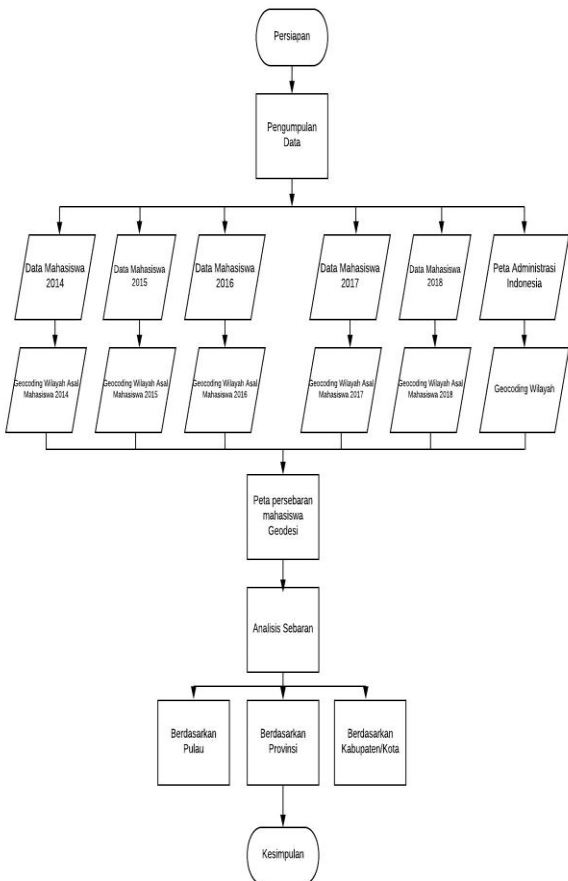 Persiapan
Pengumpulan
Data
Data Mahasiswa
2014
Data Mahasiswa
2015
Data Mahasiswa
2016
Data Mahasiswa
2017
Data Mahasiswa
2018
Peta Administrasi
Indonesia
Geocoding Wilayah Asal
Mahasiswa 2014
Geocoding Wilayah Asal
Mahasiswa 2015
Geocoding Wilayah Asal
Mahasiswa 2016
Geocoding Wilayah Asal
Mahasiswa 2017
Geocoding Wilayah Asal
Mahasiswa 2018
Geocoding Wilayah
Peta persebaran
mahasiswa
Geodesi
Analisis Sebaran
Berdasarkan
Pulau
Berdasarkan
Provinsi
Berdasarkan
Kabupaten/Kota
Kesimpulan